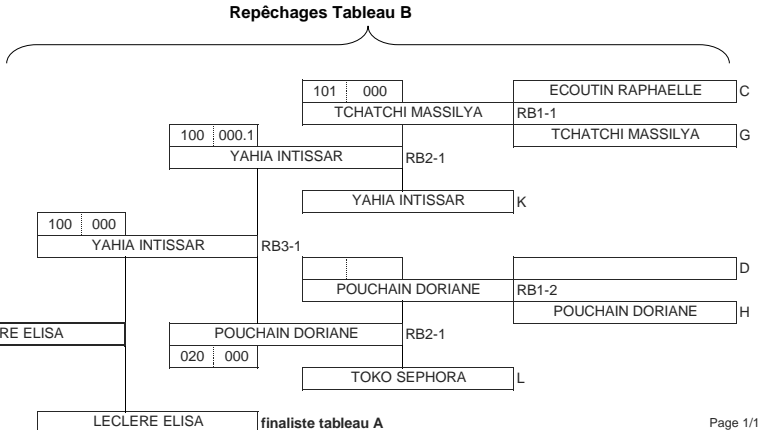 Repêchages Tableau B
101 000
ECOUTIN RAPHAELLE C
TCHATCHI MASSILYA RB1-1
100 000.1
TCHATCHI MASSILYA G
YAHIA INTISSAR RB2-1
YAHIA INTISSAR K
100 000
YAHIA INTISSAR RB3-1
D
POUCHAIN DORIANE RB1-2
POUCHAIN DORIANE H
RE ELISA
POUCHAIN DORIANE RB2-1
020 000
TOKO SEPHORA L
LECLERE ELISA finaliste tableau A
Page 1/1